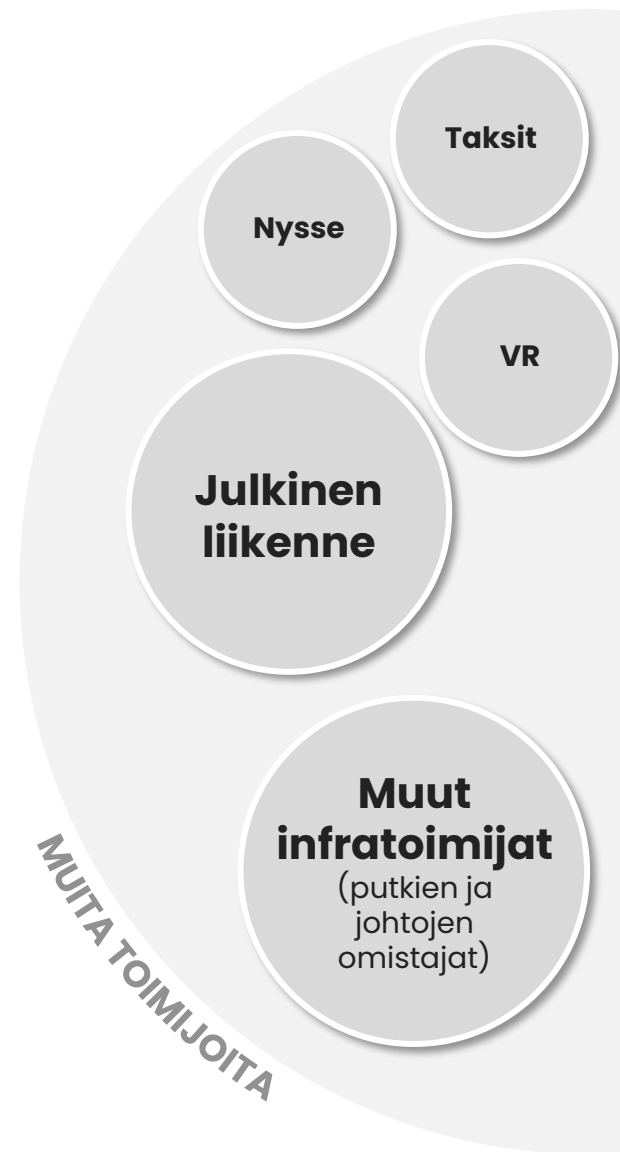 Taksit
Nysse
VR
Julkinen
liikenne
Muut
infratoimijat
(putkien ja
johtojen
omistajat)
MUITA TOIMIJOITA